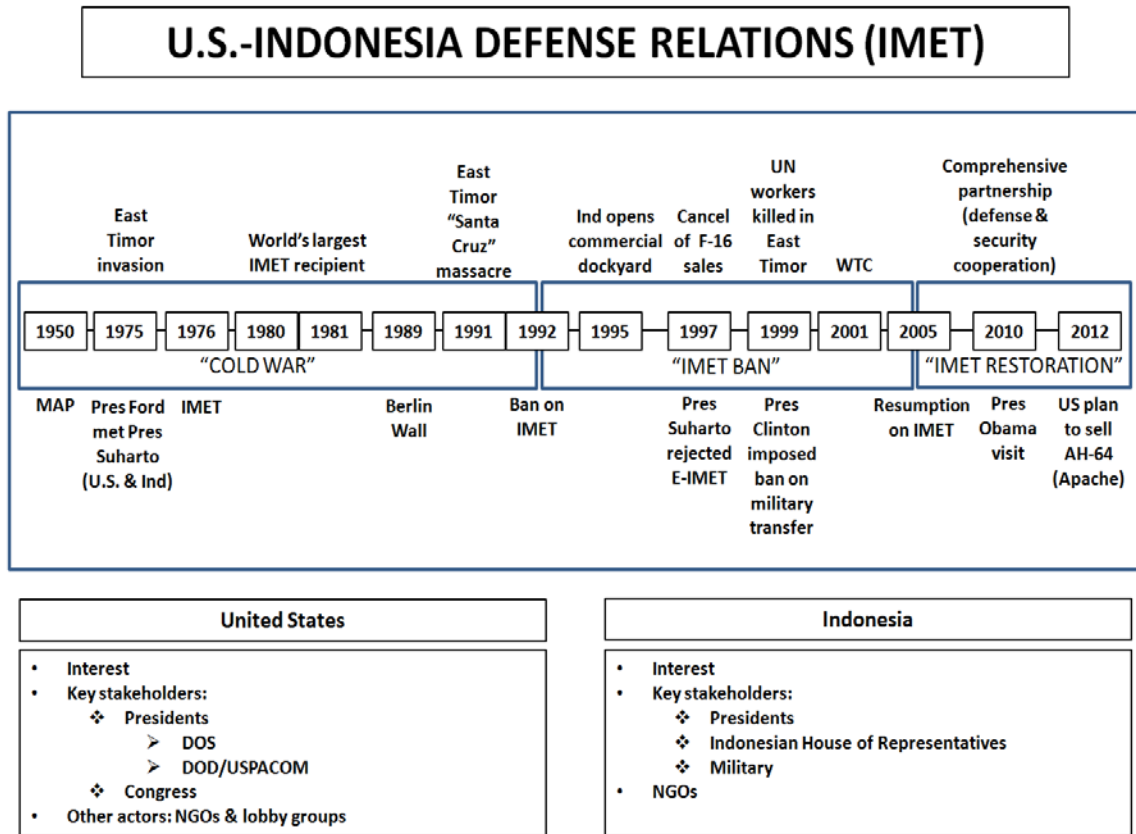 U.S.-INDONESIA DEFENSE RELATIONS (IMET)
East
Timor
invasion
World's largest
IMET recipient
East
Timor
“Santa
Cruz”
massacre
Ind opens
commercial
dockyard
Cancel
of F-16
sales
UN
workers
killed in
East
Timor
WTC
Comprehensive
partnership
(defense &
security
cooperation)
1950 1975 1976 1980 1981 1989 1991 1992 1995 1997 1999 2001 2005 2010 2012
“COLD WAR” “IMET BAN” “IMET RESTORATION”
MAP
Pres Ford
met Pres
Suharto
(U.S. & Ind)
IMET
Berlin
Wall
Ban on
IMET
Pres
Suharto
rejected
E-IMET
Pres
Clinton
imposed
ban on
military
transfer
Resumption
on IMET
Pres
Obama
visit
US plan
to sell
AH-64
(Apache)
United States
• Interest
• Key stakeholders:
❖ Presidents
➢ DOS
➢ DOD/USPACOM
❖ Congress
• Other actors: NGOs & lobby groups
Indonesia
• Interest
• Key stakeholders:
❖ Presidents
❖ Indonesian House of Representatives
❖ Military
• NGOs